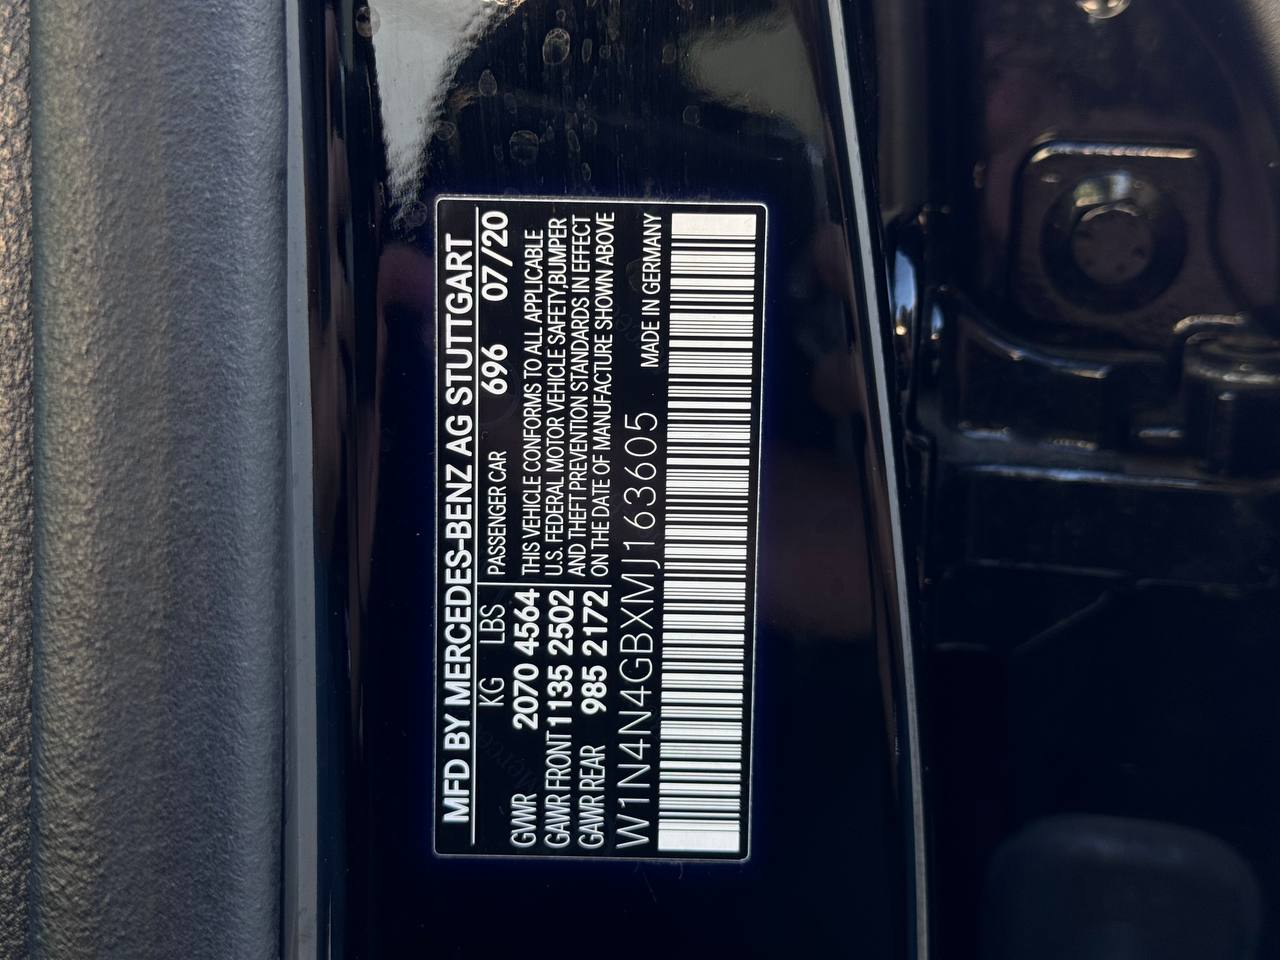 MFD BY MERCEDES-BENZ AG STUTTGART
KG LBS PASSENGER CAR 696 07/20
GVWR 2070 4564 THIS VEHICLE CONFORMS TO ALL APPLICABLE
GAWR FRONT 1135 2502 U.S. FEDERAL MOTOR VEHICLE SAFETY,BUMPER
AND THEFT PREVENTION STANDARDS IN EFFECT
GAWR REAR 985 2172 ON THE DATE OF MANUFACTURE SHOWN ABOVE
W1N4N4GBXMJ163605 MADE IN GERMANY